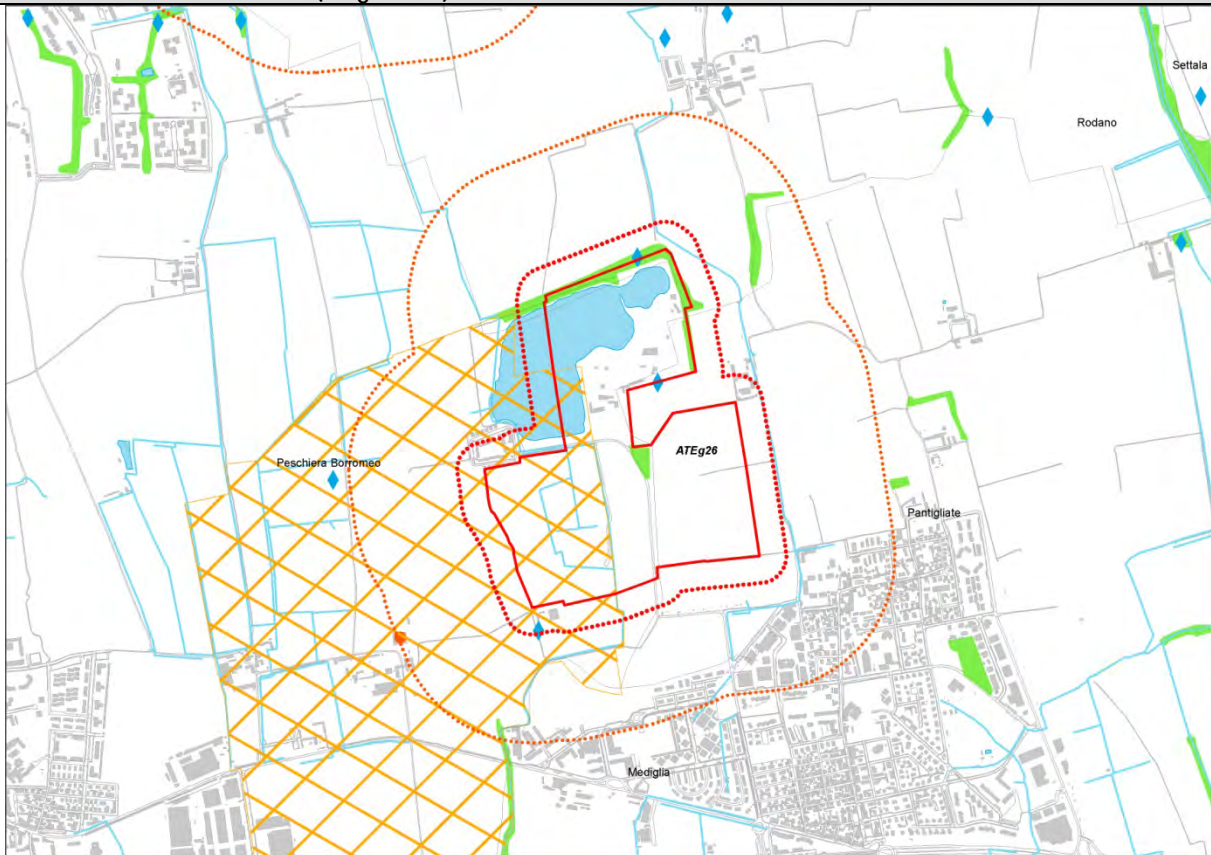 Settala
Rodano
ATEg26
Peschiera Borromeo
Pantigliate
Mediglia